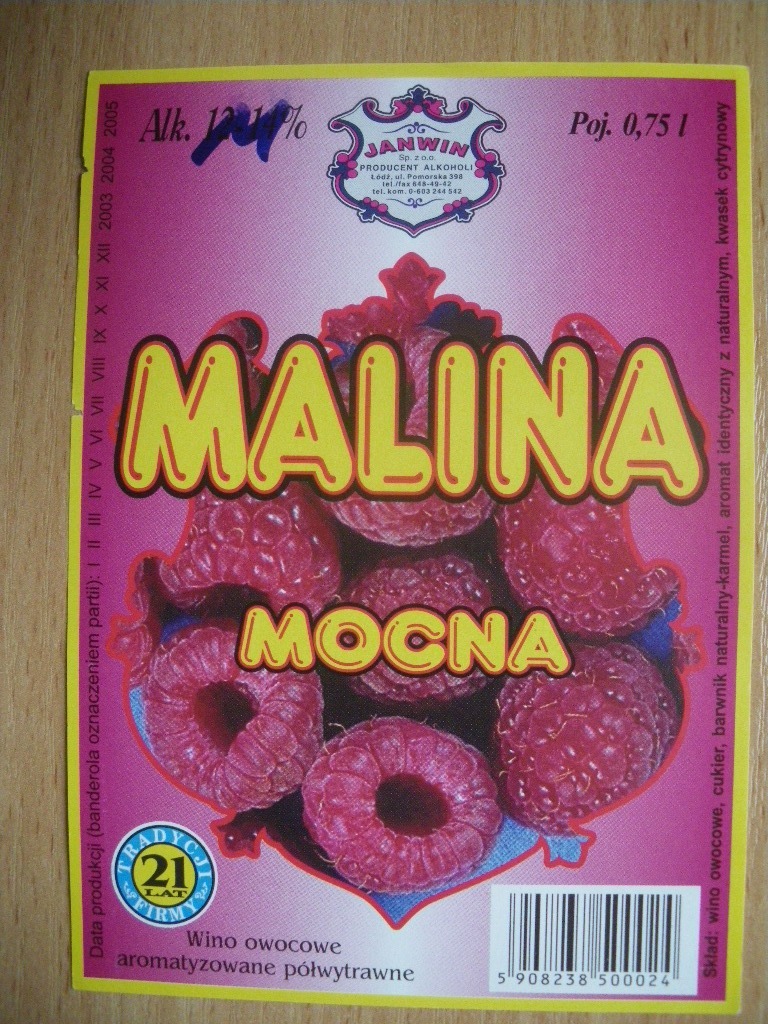 Alk. 12-14%
JANWIN
Sp. z o.o.
PRODUCENT ALKOHOLI
Łódź, ul. Pomorska 398
tel./fax 648-49-42
tel. kom. 0-603 244 542
Poj. 0,75 l
MALINA
MOCNA
Data produkcji (banderola oznaczeniem partii): I II III IV V VI VII VIII IX X XI XII 2003 2004 2005
Skład: wino owocowe, cukier, barwnik naturalny-karmel, aromat identyczny z naturalnym, kwasek cytrynowy
TRADYCJI
21
LAT
FIRMY
Wino owocowe
aromatyzowane półwytrawne
5 908238 500024